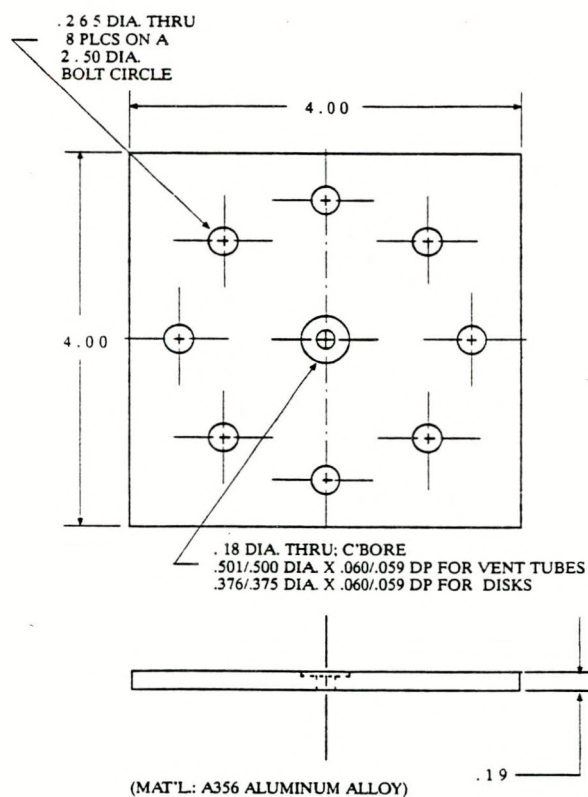 .265 DIA. THRU
8 PLCS ON A
2.50 DIA.
BOLT CIRCLE
4.00
4.00
.18 DIA. THRU; C'BORE
.501/.500 DIA. X .060/.059 DP FOR VENT TUBES
.376/.375 DIA. X .060/.059 DP FOR DISKS
.19
(MAT'L.: A356 ALUMINUM ALLOY)